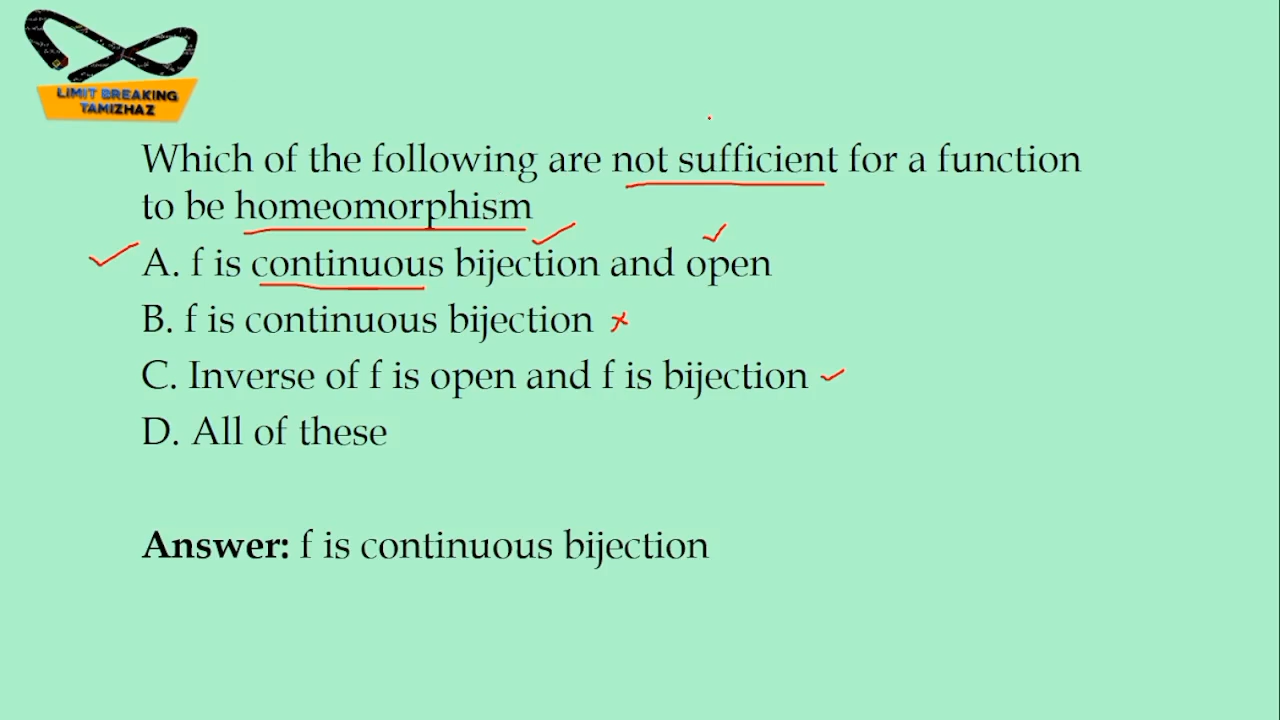 LIMIT BREAKING
TAMIZHAZ
Which of the following are not sufficient for a function
to be homeomorphism
A. f is continuous bijection and open
B. f is continuous bijection
C. Inverse of f is open and f is bijection
D. All of these
Answer: f is continuous bijection